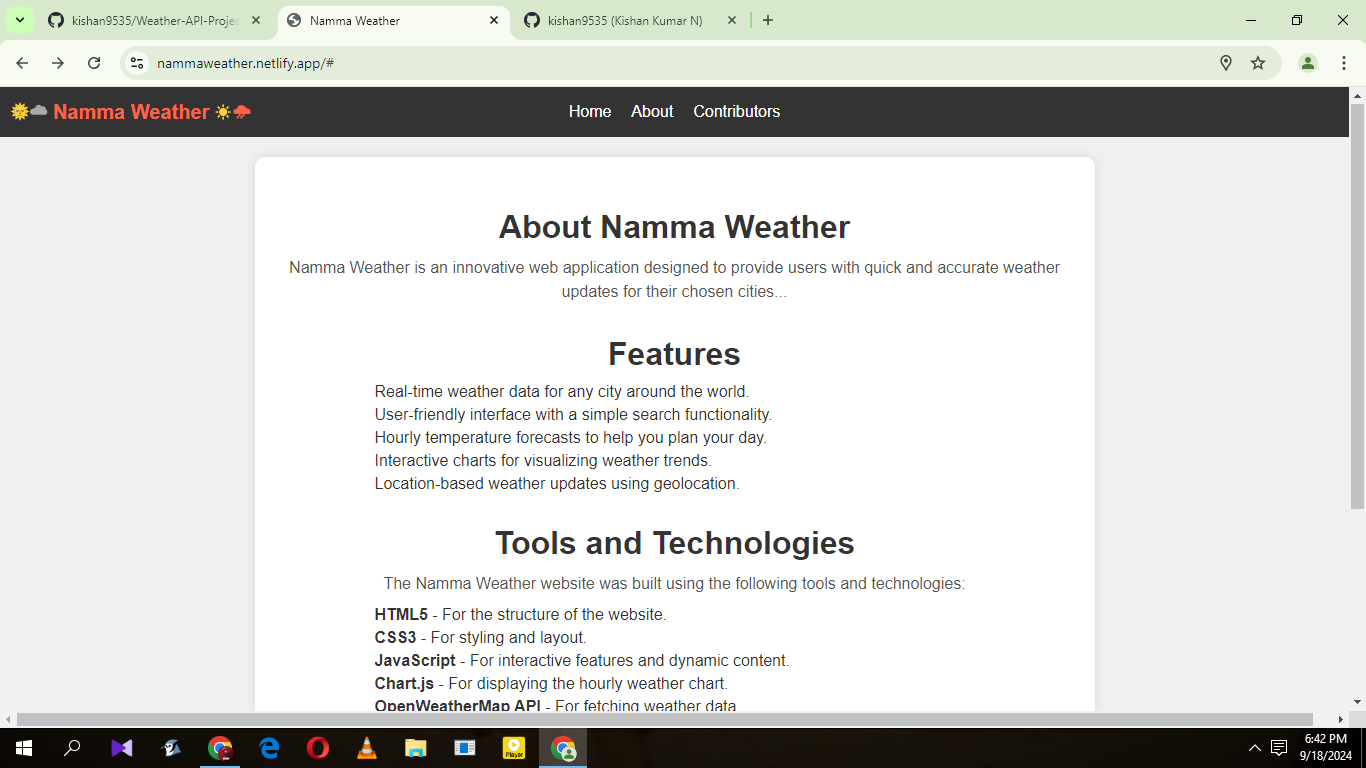 kishan9535/Weather-API-Projec
Namma Weather
kishan9535 (Kishan Kumar N)
nammaweather.netlify.app/#
Namma Weather
Home About Contributors
About Namma Weather
Namma Weather is an innovative web application designed to provide users with quick and accurate weather
updates for their chosen cities...
Features
Real-time weather data for any city around the world.
User-friendly interface with a simple search functionality.
Hourly temperature forecasts to help you plan your day.
Interactive charts for visualizing weather trends.
Location-based weather updates using geolocation.
Tools and Technologies
The Namma Weather website was built using the following tools and technologies:
HTML5 - For the structure of the website.
CSS3 - For styling and layout.
JavaScript - For interactive features and dynamic content.
Chart.js - For displaying the hourly weather chart.
OpenWeatherMap API - For fetching weather data
Player
6:42 PM
9/18/2024